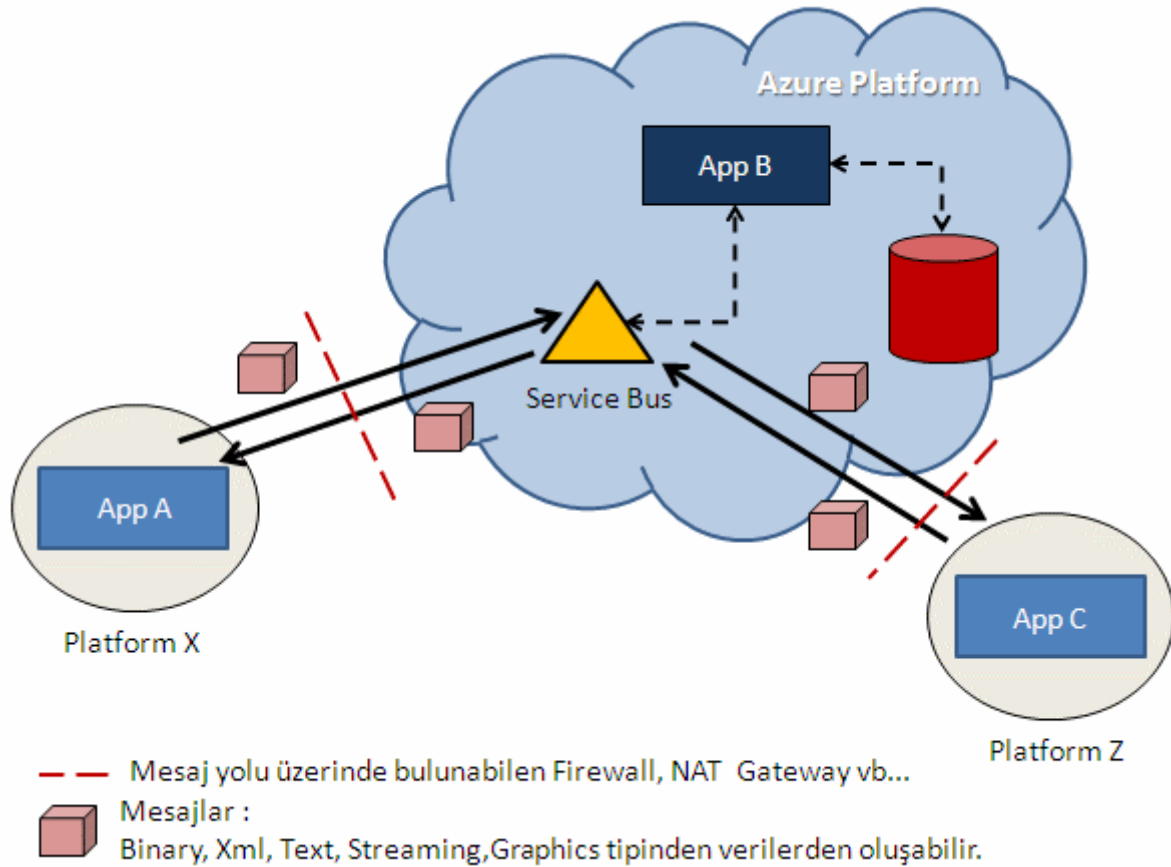 Azure Platform
App B
Service Bus
App A
Platform X
App C
Platform Z
Mesaj yolu üzerinde bulunabilen Firewall, NAT Gateway vb...
Mesajlar :
Binary, Xml, Text, Streaming,Graphics tipinden verilerden oluşabilir.